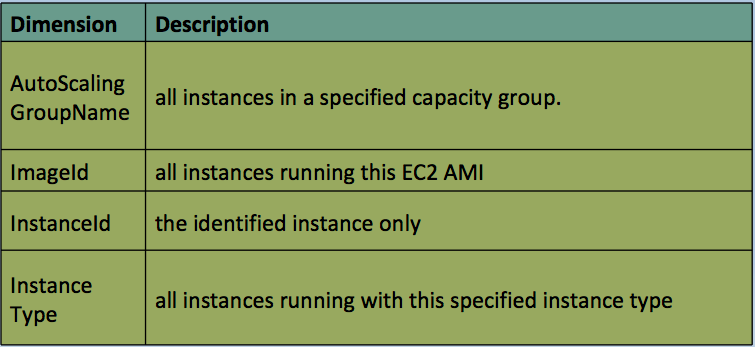 Dimension Description
AutoScaling
GroupName
all instances in a specified capacity group.
ImageId all instances running this EC2 AMI
InstanceId the identified instance only
Instance
Type
all instances running with this specified instance type